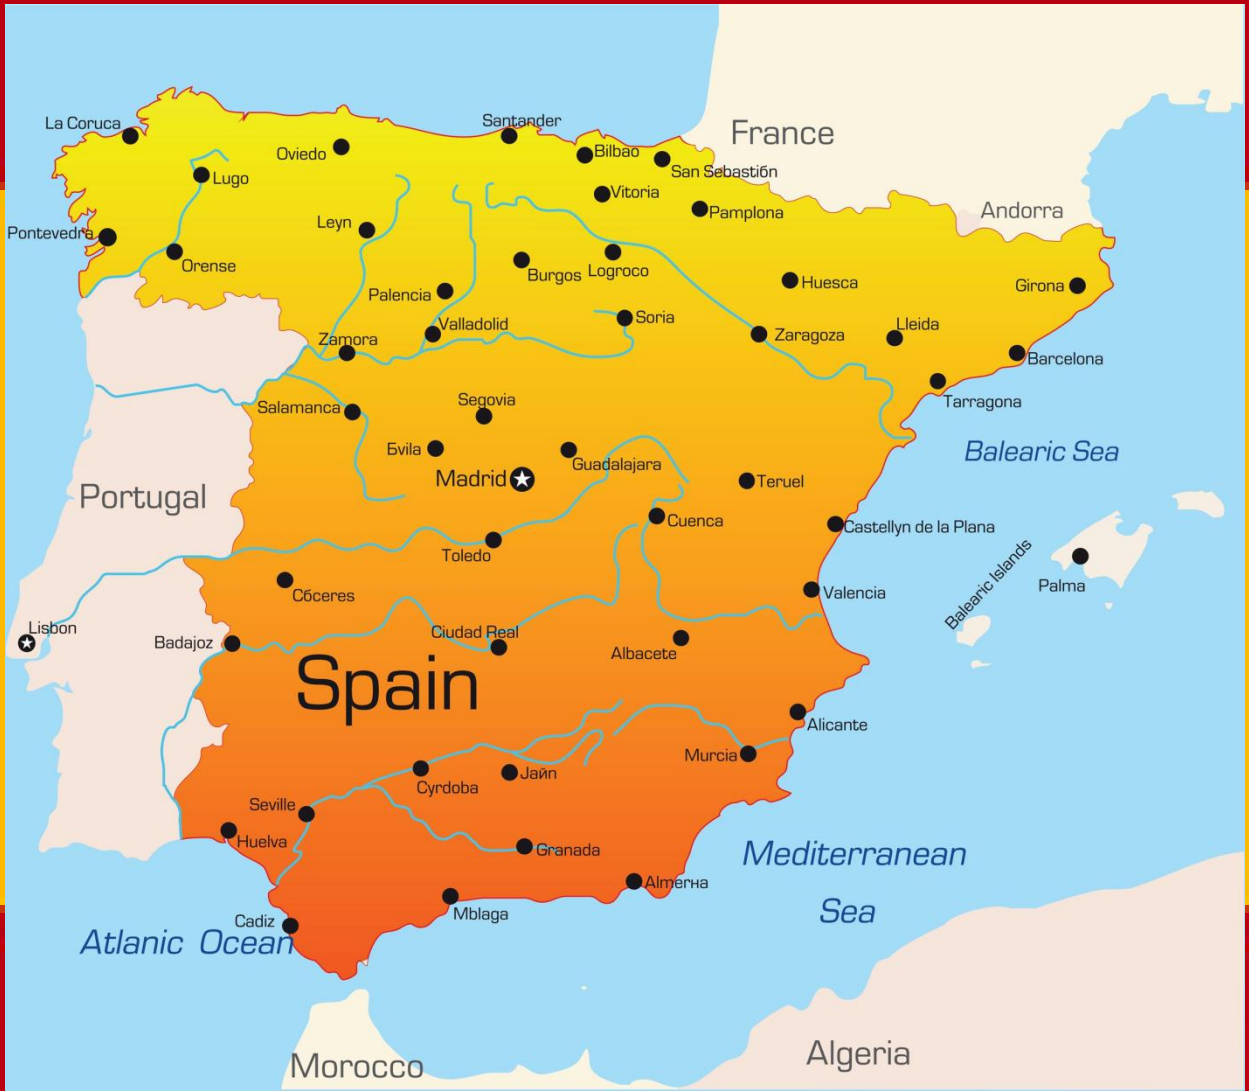 La Coruca
Santander
France
Oviedo
Bilbao
San Sebastiбn
Lugo
Vitoria
Pamplona
Andorra
Leyn
Pontevedra
Orense
Burgos
Logroco
Huesca
Girona
Palencia
Soria
Valladolid
Lleida
Zamora
Zaragoza
Barcelona
Tarragona
Salamanca
Segovia
Бvila
Guadalajara
Balearic Sea
Madrid
Teruel
Portugal
Cuenca
Castellyn de la Plana
Toledo
Balearic Islands
Palma
Cбceres
Valencia
Lisbon
Badajoz
Ciudad Real
Albacete
Spain
Alicante
Murcia
Cyrdoba
Jaйn
Seville
Huelva
Granada
Mediterranean
Sea
Almerнa
Mblaga
Cadiz
Atlanic Ocean
Morocco
Algeria